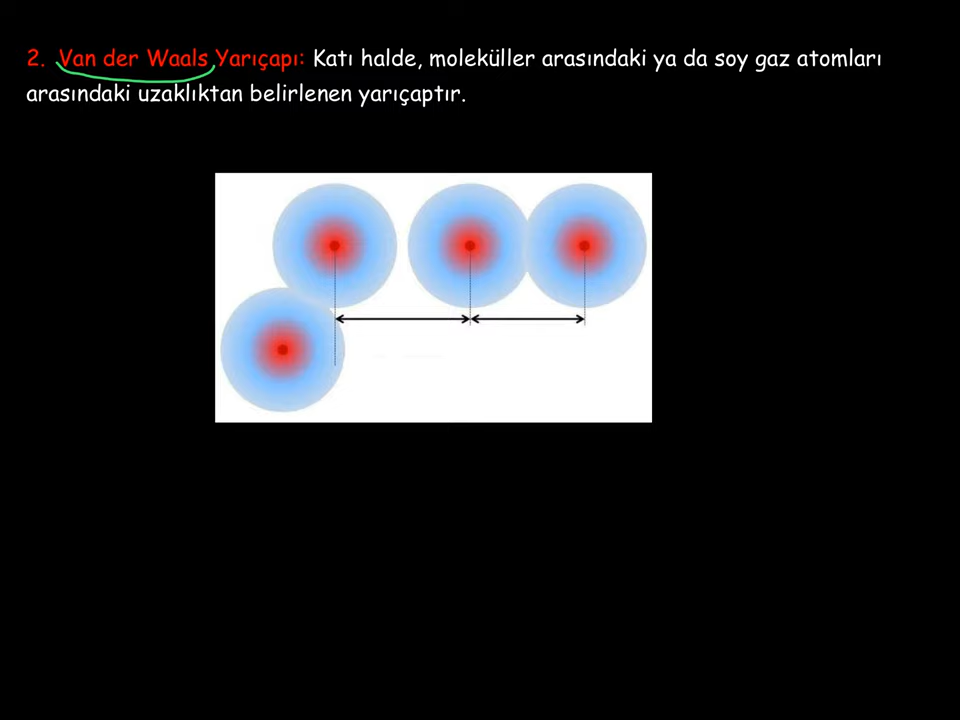 2. Van der Waals Yarıçapı: Katı halde, moleküller arasındaki ya da soy gaz atomları
arasındaki uzaklıktan belirlenen yarıçaptır.